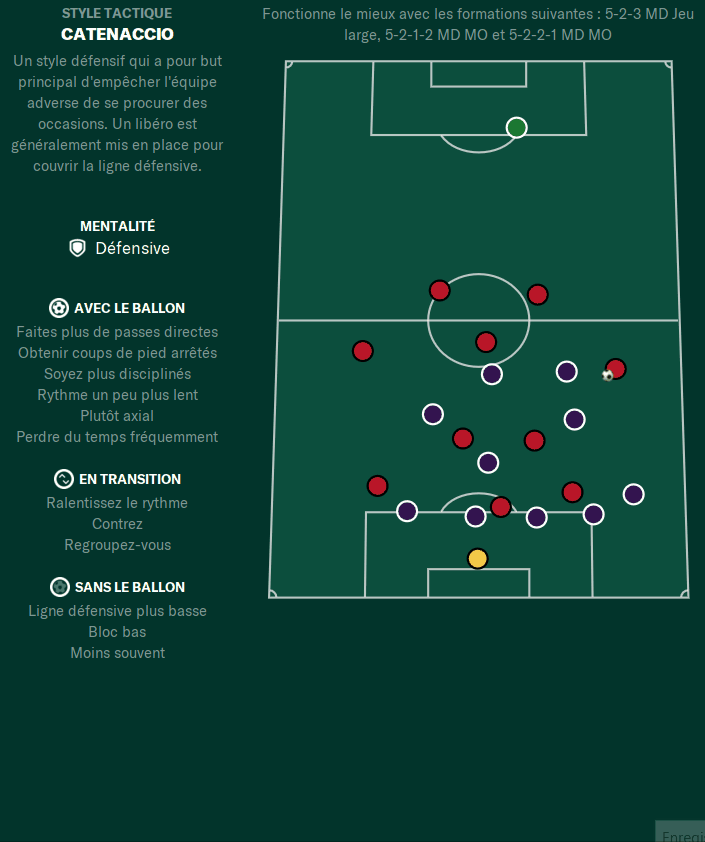 STYLE TACTIQUE
CATENACCIO
Un style défensif qui a pour but
principal d'empêcher l'équipe
adverse de se procurer des
occasions. Un libéro est
généralement mis en place pour
couvrir la ligne défensive.
MENTALITÉ
Défensive
AVEC LE BALLON
Faites plus de passes directes
Obtenir coups de pied arrêtés
Soyez plus disciplinés
Rythme un peu plus lent
Plutôt axial
Perdre du temps fréquemment
EN TRANSITION
Ralentissez le rythme
Contrez
Regroupez-vous
SANS LE BALLON
Ligne défensive plus basse
Bloc bas
Moins souvent
Fonctionne le mieux avec les formations suivantes : 5-2-3 MD Jeu
large, 5-2-1-2 MD MO et 5-2-2-1 MD MO